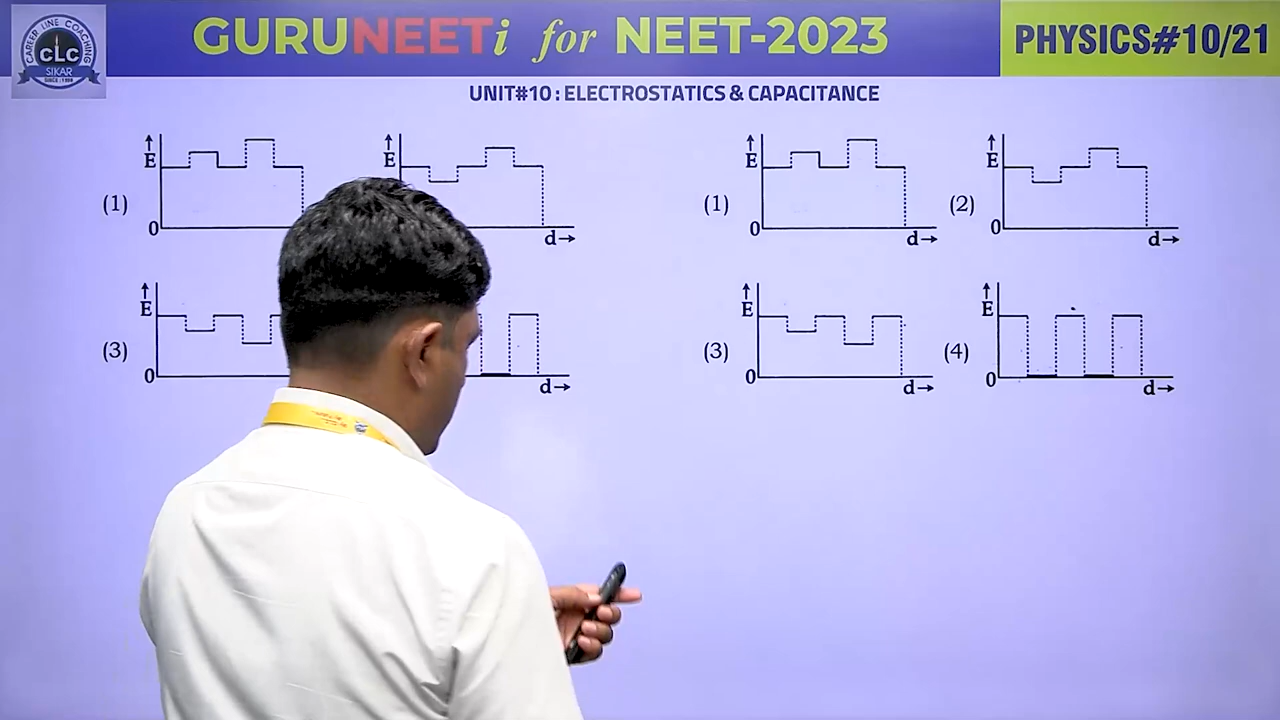 CAREER LINE COACHING
CLC
SIKAR
SINCE : 1996
GURUNEETi for NEET-2023
PHYSICS#10/21
UNIT#10 : ELECTROSTATICS & CAPACITANCE
(1) E 0
E d→
(3) E 0
d→
(1) E 0 d→
(2) E 0 d→
(3) E 0 d→
(4) E 0 d→